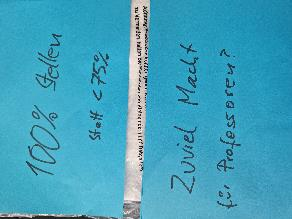 100% Stellen
statt <75%
Zuviel Macht
für Professoren?